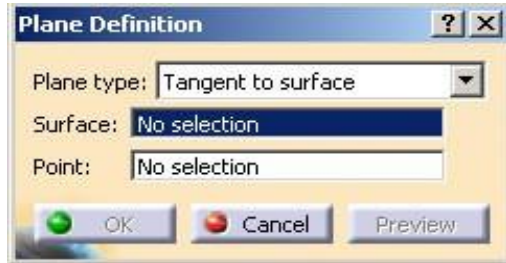 Plane Definition ? X
Plane type: Tangent to surface
Surface: No selection
Point: No selection
OK Cancel Preview